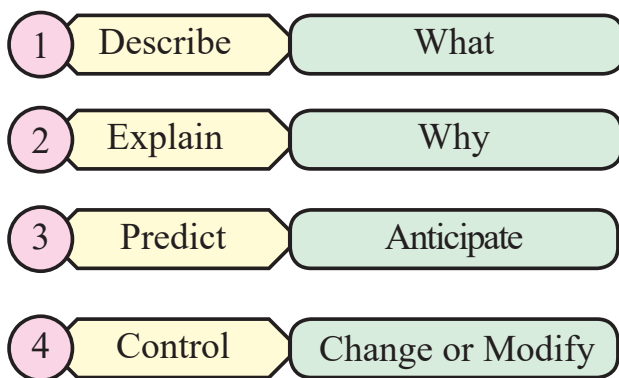 1 Describe What
2 Explain Why
3 Predict Anticipate
4 Control Change or Modify